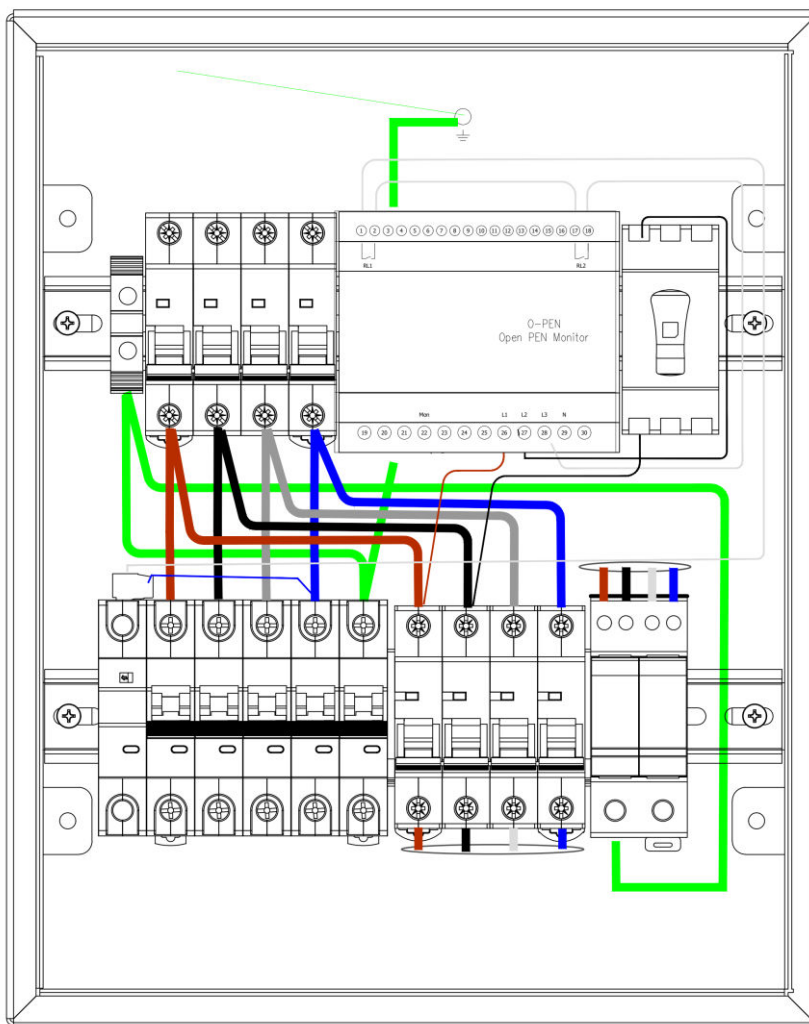 1 2 3 4 5 6 7 8 9 10 11 12 13 14 15 16 17 18
RL1 RL2
O-PEN
Open PEN Monitor
Mon L1 L2 L3 N
19 20 21 22 23 24 25 26 27 28 29 30